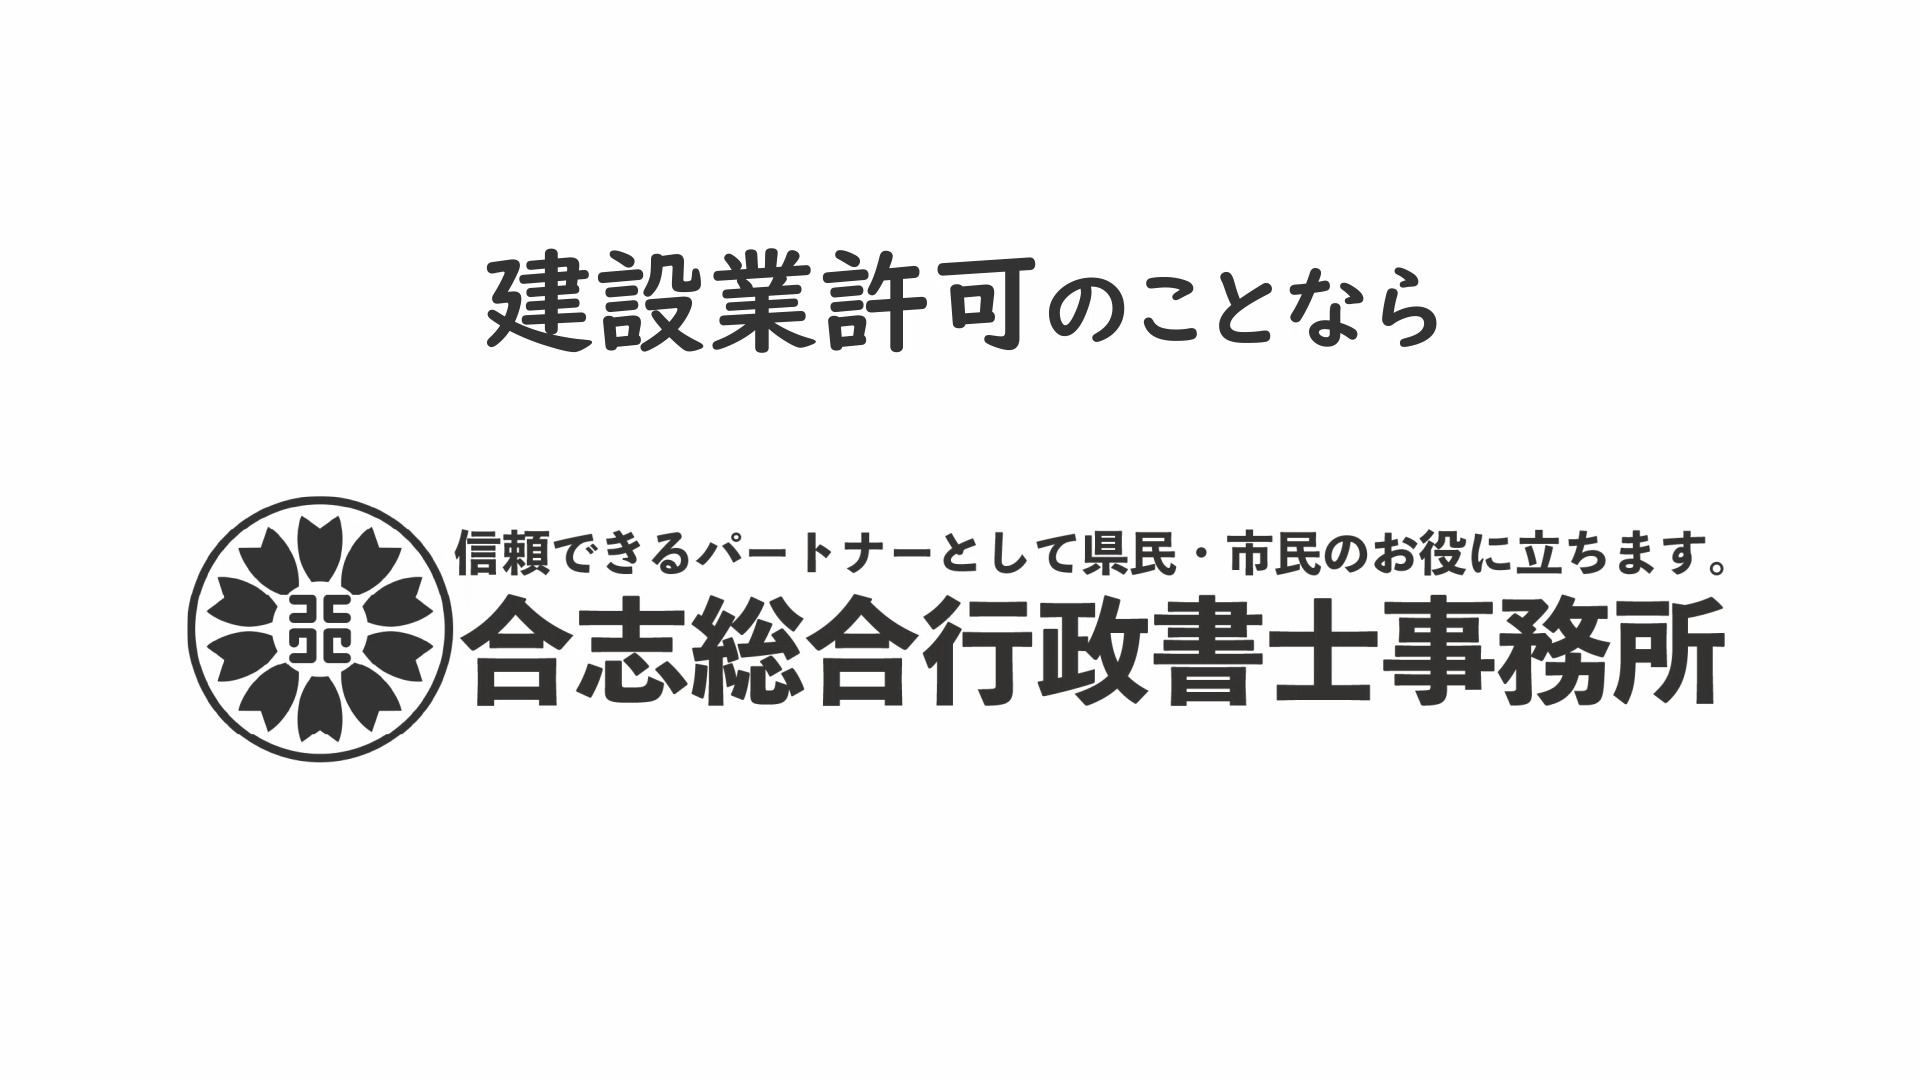 建設業許可のことなら
信頼できるパートナーとして県民・市民のお役に立ちます。
合志総合行政書士事務所